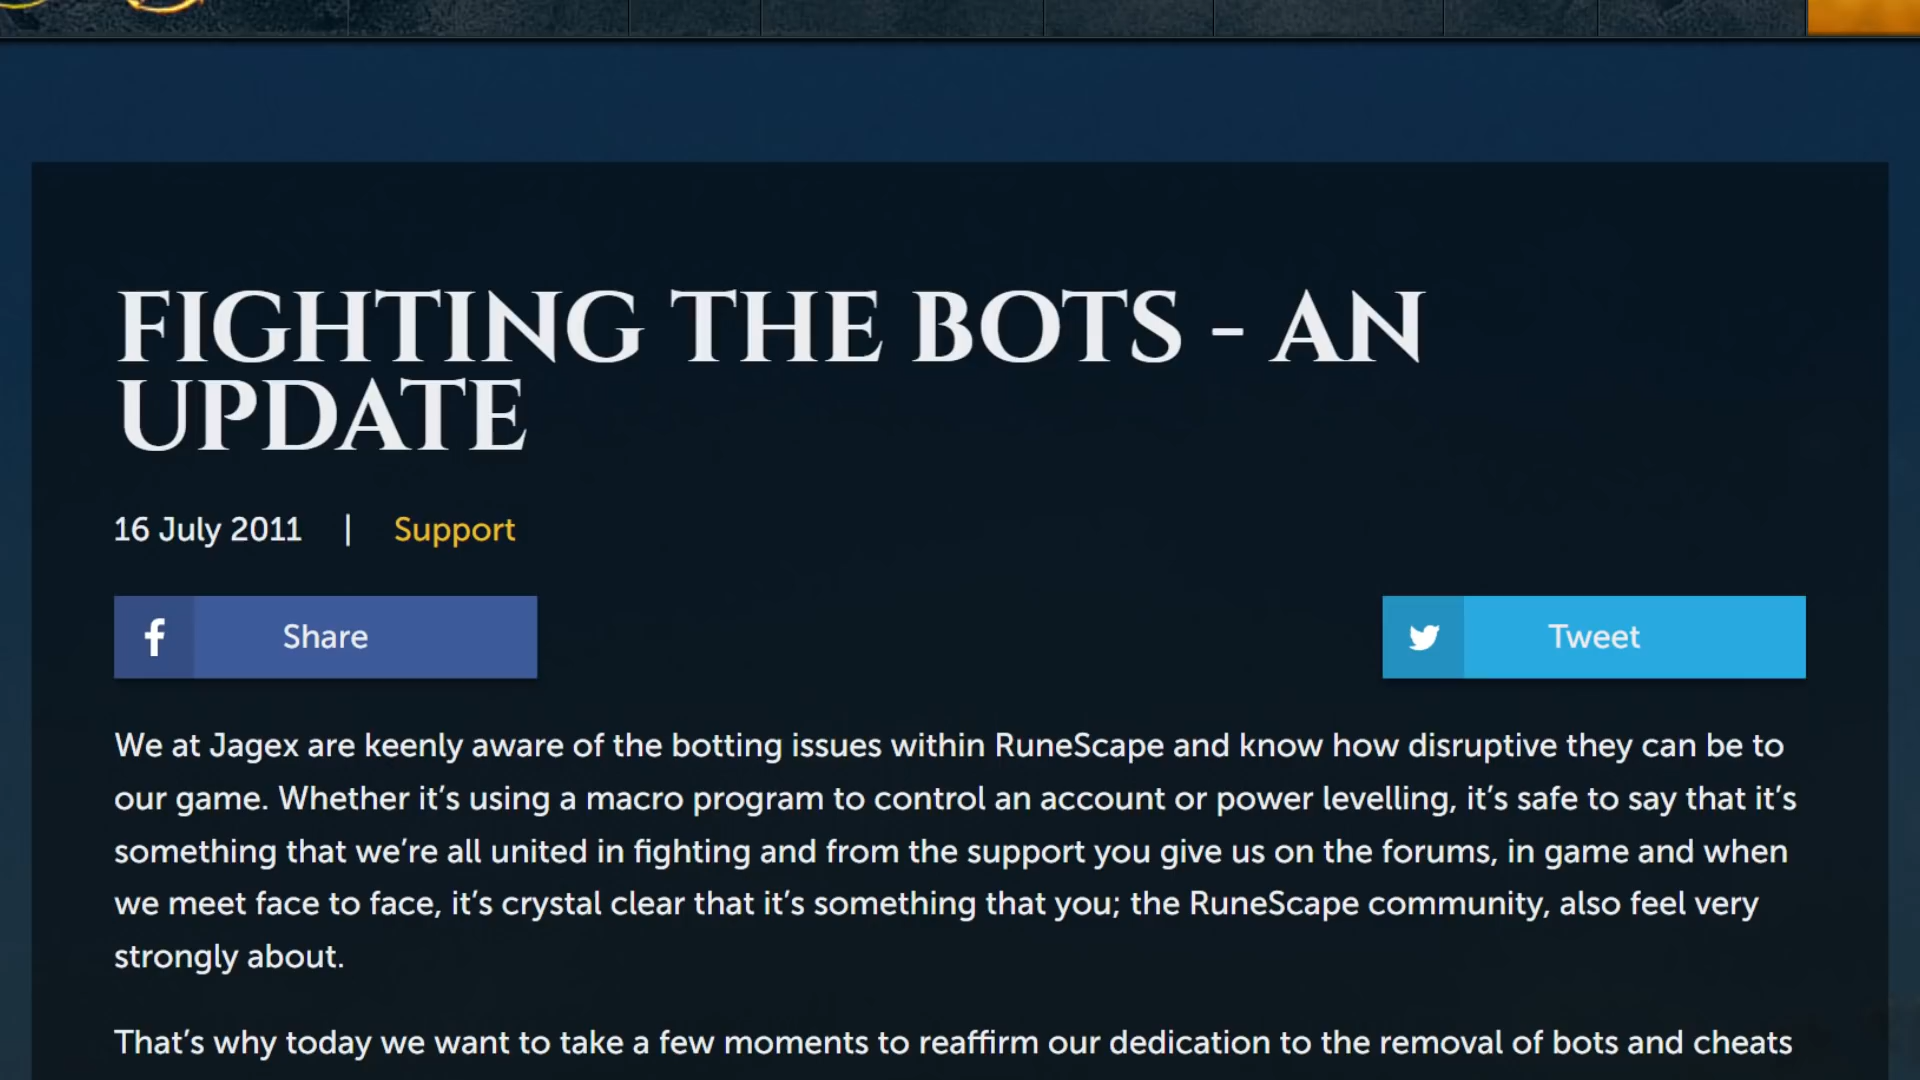 FIGHTING THE BOTS - AN
UPDATE
16 July 2011 | Support
Share
Tweet
We at Jagex are keenly aware of the botting issues within RuneScape and know how disruptive they can be to
our game. Whether it’s using a macro program to control an account or power levelling, it’s safe to say that it’s
something that we’re all united in fighting and from the support you give us on the forums, in game and when
we meet face to face, it’s crystal clear that it’s something that you; the RuneScape community, also feel very
strongly about.
That’s why today we want to take a few moments to reaffirm our dedication to the removal of bots and cheats